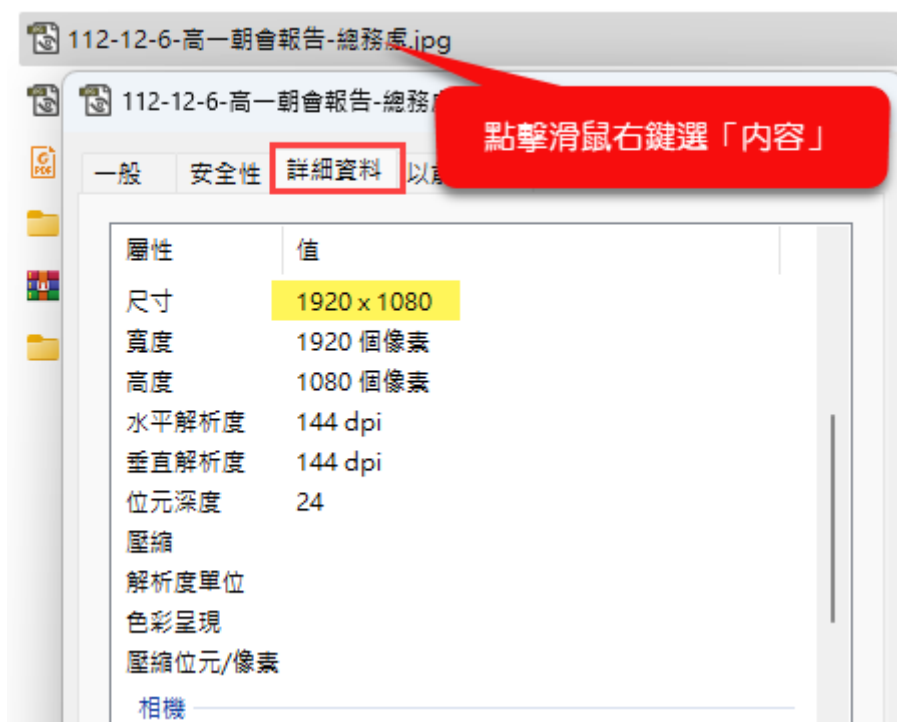 112-12-6-高一朝會報告-總務處.jpg
112-12-6-高一朝會報告-總務
點擊滑鼠右鍵選「内容」
一般 安全性 詳細資料 以前
屬性 值
尺寸 1920 x 1080
寬度 1920 個像素
高度 1080 個像素
水平解析度 144 dpi
垂直解析度 144 dpi
位元深度 24
壓縮
解析度單位
色彩呈現
壓縮位元/像素
相機